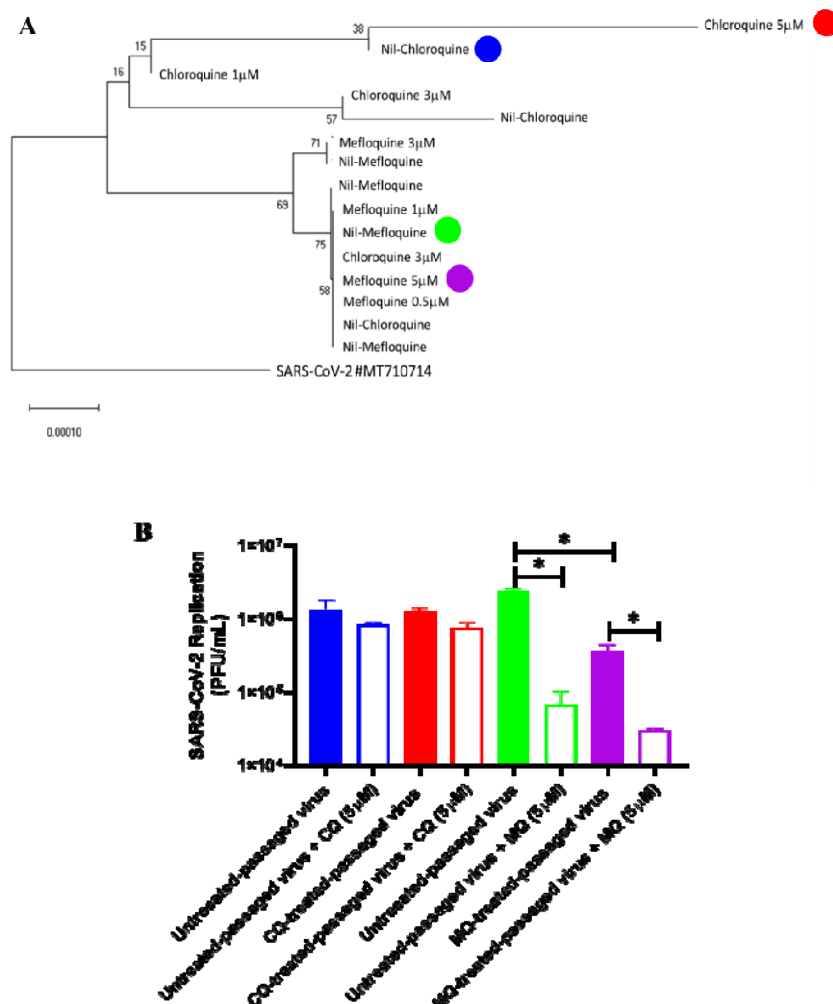 A
38
Chloroquine 5μM
15
Nil-Chloroquine
16
Chloroquine 1μM
Chloroquine 3μM
57
Nil-Chloroquine
71
Mefloquine 3μM
Nil-Mefloquine
Nil-Mefloquine
69
Mefloquine 1μM
75
Nil-Mefloquine
Chloroquine 3μM
Mefloquine 5μM
58
Mefloquine 0.5μM
Nil-Chloroquine
Nil-Mefloquine
SARS-CoV-2 #MT710714
0.00010
B
SARS-CoV-2 Replication
(PFU/mL)
1×10⁷
1×10⁶
1×10⁵
1×10⁴
*
*
*
Untreated-passaged virus
Untreated-passaged virus + CQ (5μM)
CQ-treated-passaged virus
CQ-treated-passaged virus + CQ (5μM)
Untreated-passaged virus
Untreated-passaged virus + MQ (5μM)
MQ-treated-passaged virus
MQ-treated-passaged virus + MQ (5μM)